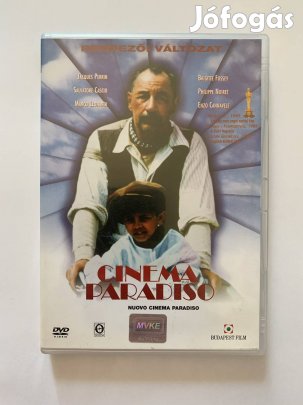 Jófogás
RENDEZŐI VÁLTOZAT
JACQUES PERRIN
SALVATORE CASCIO
MARCO LEONARDI
BRIGITTE FOSSEY
PHILIPPE NOIRET
ENZO CANNAVALE
CINEMA
PARADISO
NUOVO CINEMA PARADISO
DVD
VIDEO
MVKE
BUDAPEST FILM